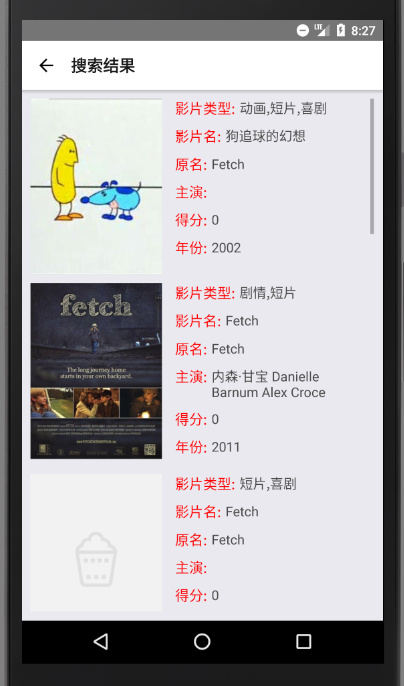 LTE 8:27
搜索结果
影片类型: 动画,短片,喜剧
影片名: 狗追球的幻想
原名: Fetch
主演:
得分: 0
年份: 2002
fetch
The long journey home
starts in your own backyard.
影片类型: 剧情,短片
影片名: Fetch
原名: Fetch
主演: 内森·甘宝 Danielle
Barnum Alex Croce
得分: 0
年份: 2011
影片类型: 短片,喜剧
影片名: Fetch
原名: Fetch
主演:
得分: 0